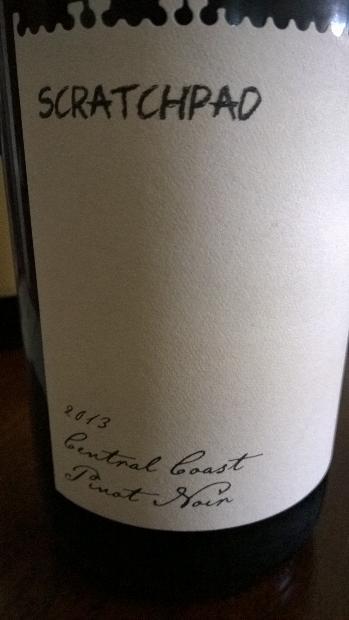 SCRATCHPAD
2013
Central Coast
Pinot Noir